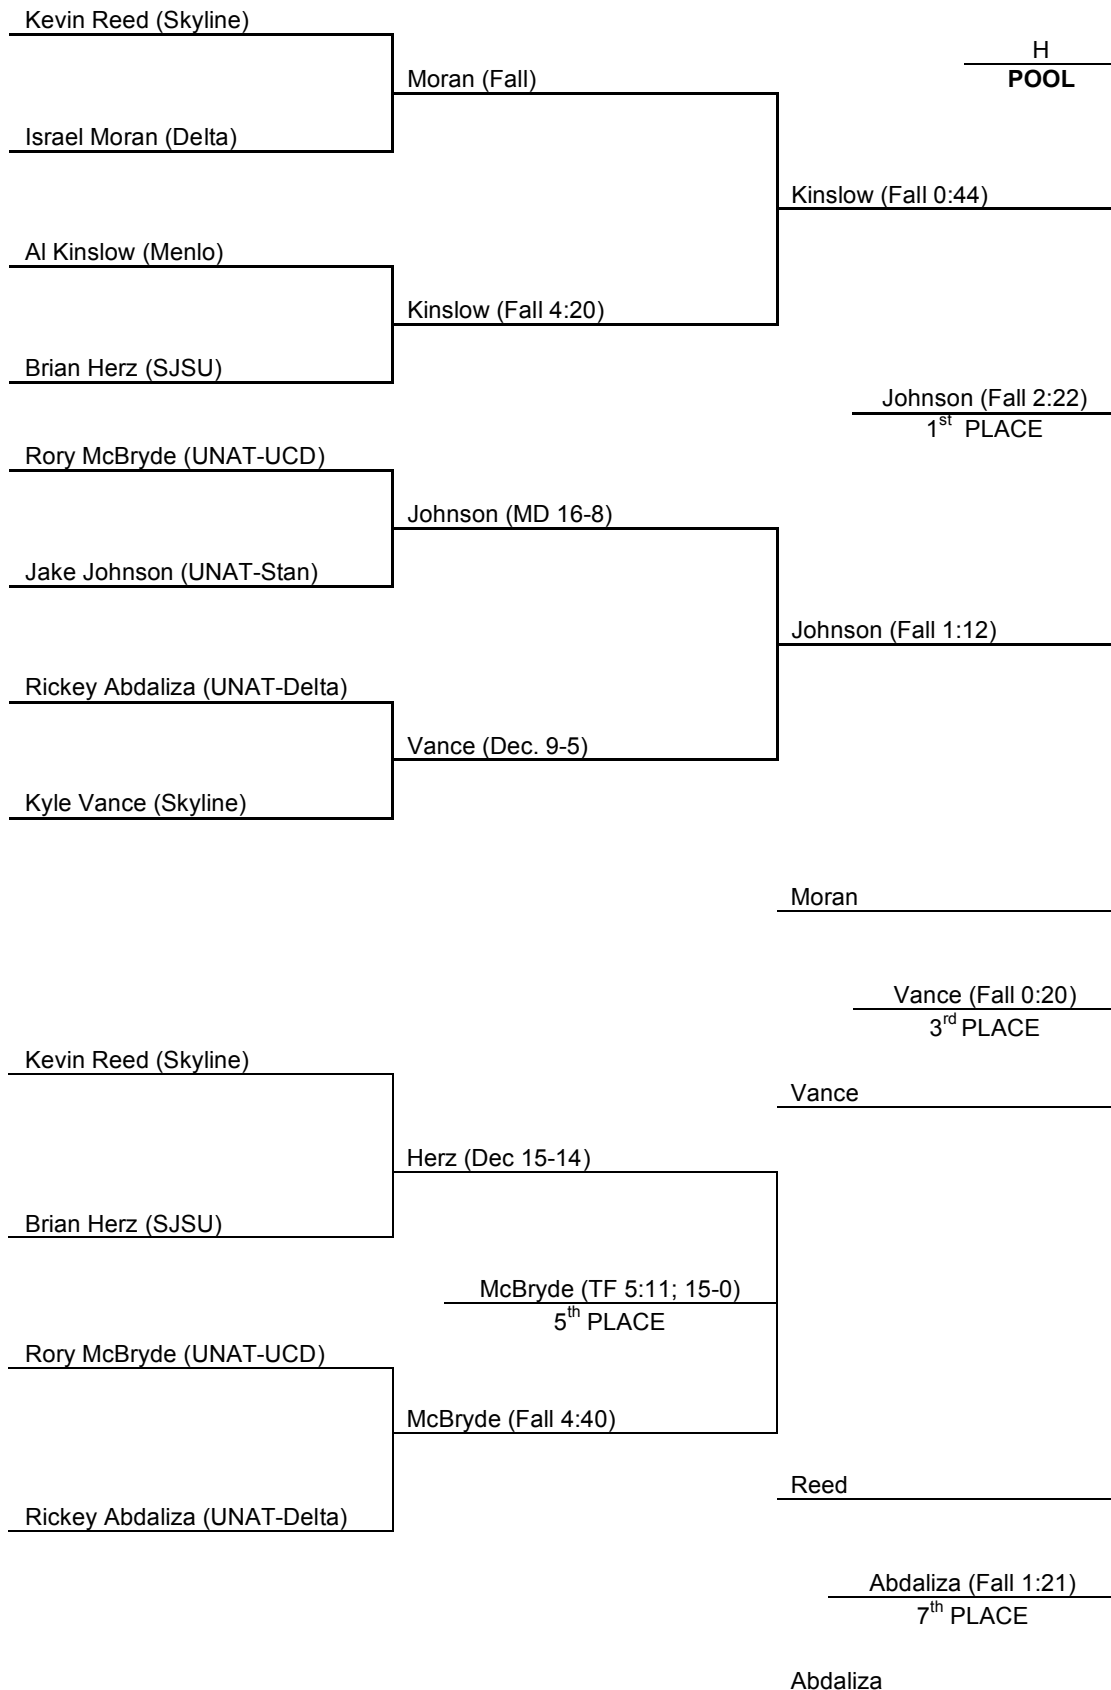 Kevin Reed (Skyline)
H
POOL
Moran (Fall)
Israel Moran (Delta)
Kinslow (Fall 0:44)
Al Kinslow (Menlo)
Kinslow (Fall 4:20)
Brian Herz (SJSU)
Johnson (Fall 2:22)
1st PLACE
Rory McBryde (UNAT-UCD)
Johnson (MD 16-8)
Jake Johnson (UNAT-Stan)
Johnson (Fall 1:12)
Rickey Abdaliza (UNAT-Delta)
Vance (Dec. 9-5)
Kyle Vance (Skyline)
Moran
Vance (Fall 0:20)
3rd PLACE
Kevin Reed (Skyline)
Vance
Herz (Dec 15-14)
Brian Herz (SJSU)
McBryde (TF 5:11; 15-0)
5th PLACE
Rory McBryde (UNAT-UCD)
McBryde (Fall 4:40)
Reed
Rickey Abdaliza (UNAT-Delta)
Abdaliza (Fall 1:21)
7th PLACE
Abdaliza